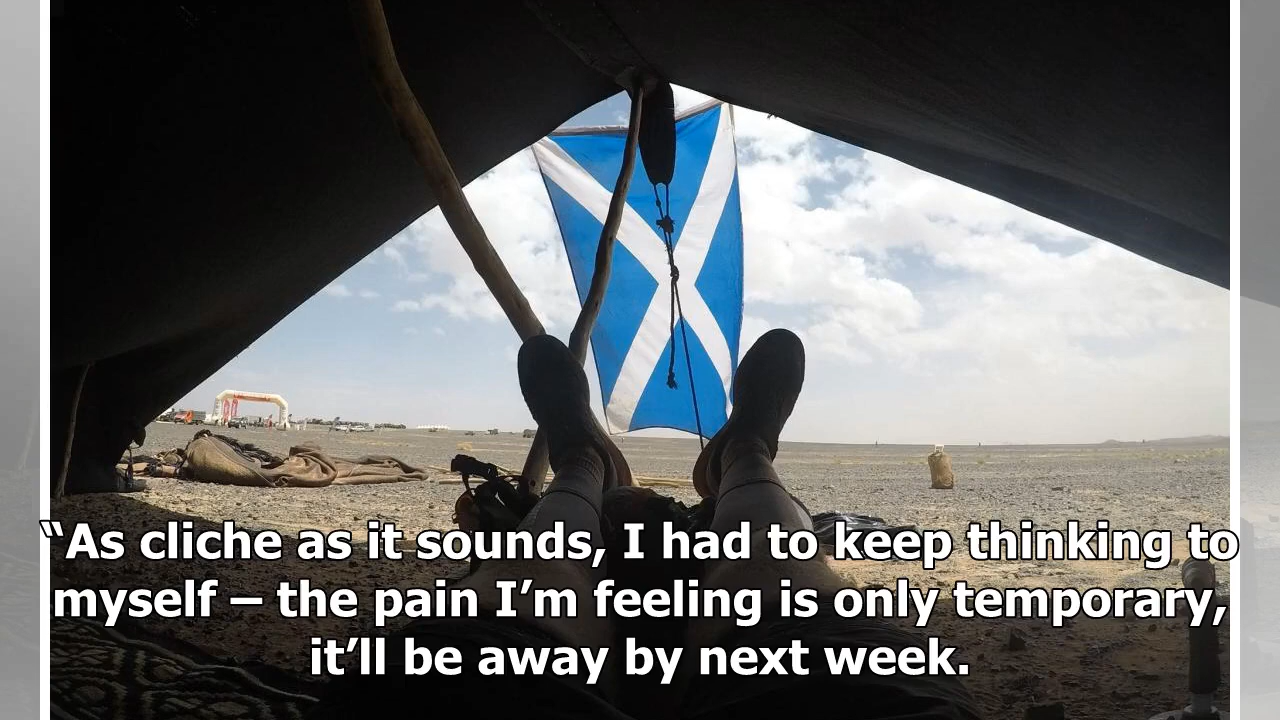 “As cliche as it sounds, I had to keep thinking to
myself – the pain I’m feeling is only temporary,
it’ll be away by next week.